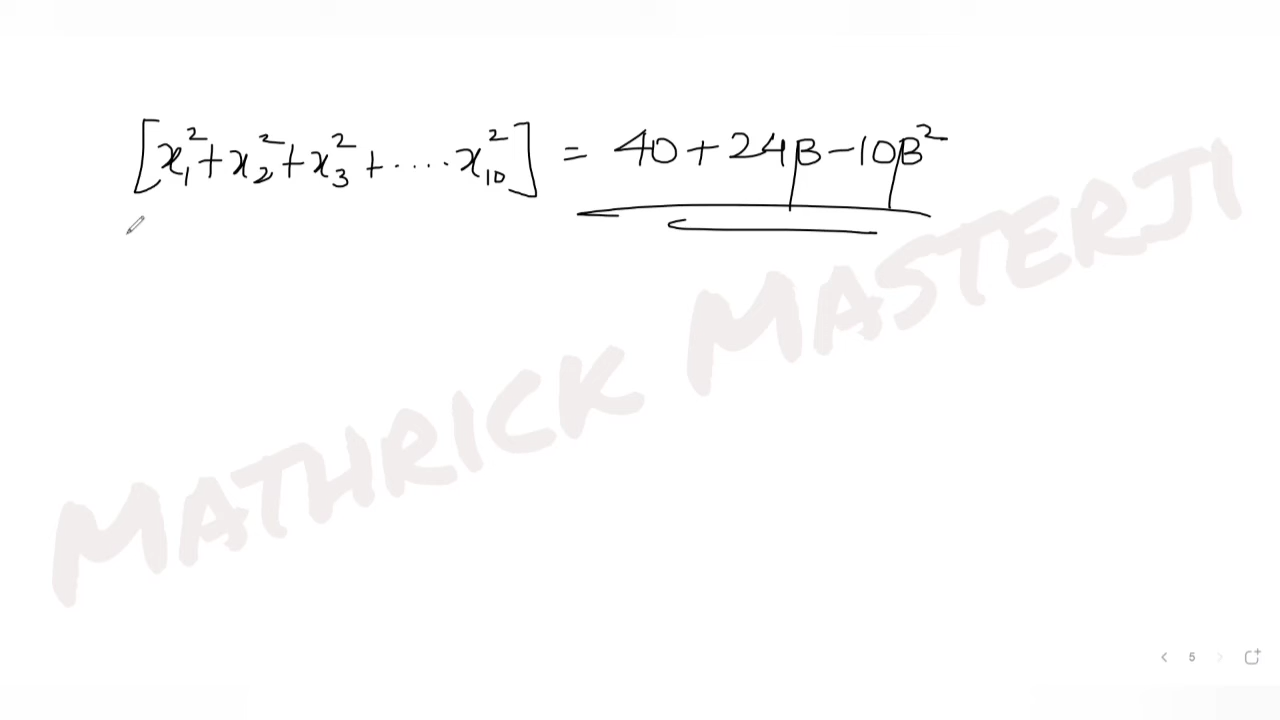 [x₁² + x₂² + x₃² + .... x₁₀²] = 40 + 24β − 10β²
MATHRICK MASTERJI
< 5 >